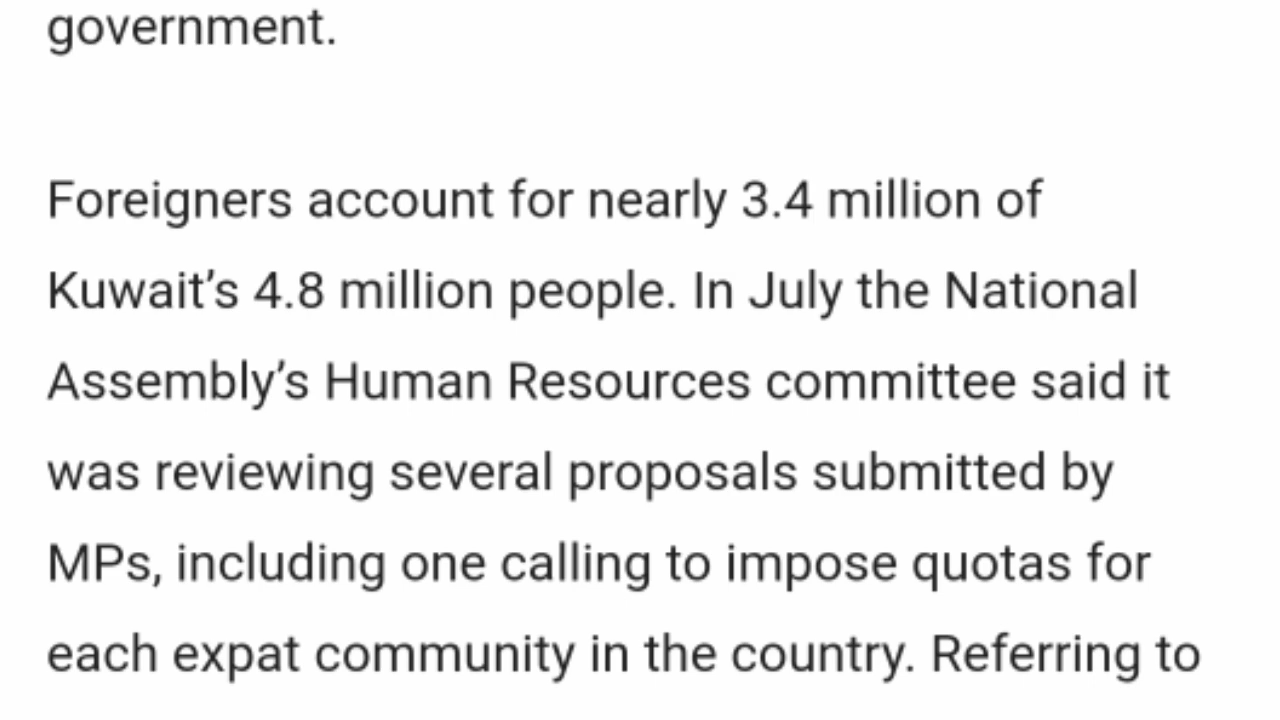 government.
Foreigners account for nearly 3.4 million of
Kuwait’s 4.8 million people. In July the National
Assembly’s Human Resources committee said it
was reviewing several proposals submitted by
MPs, including one calling to impose quotas for
each expat community in the country. Referring to